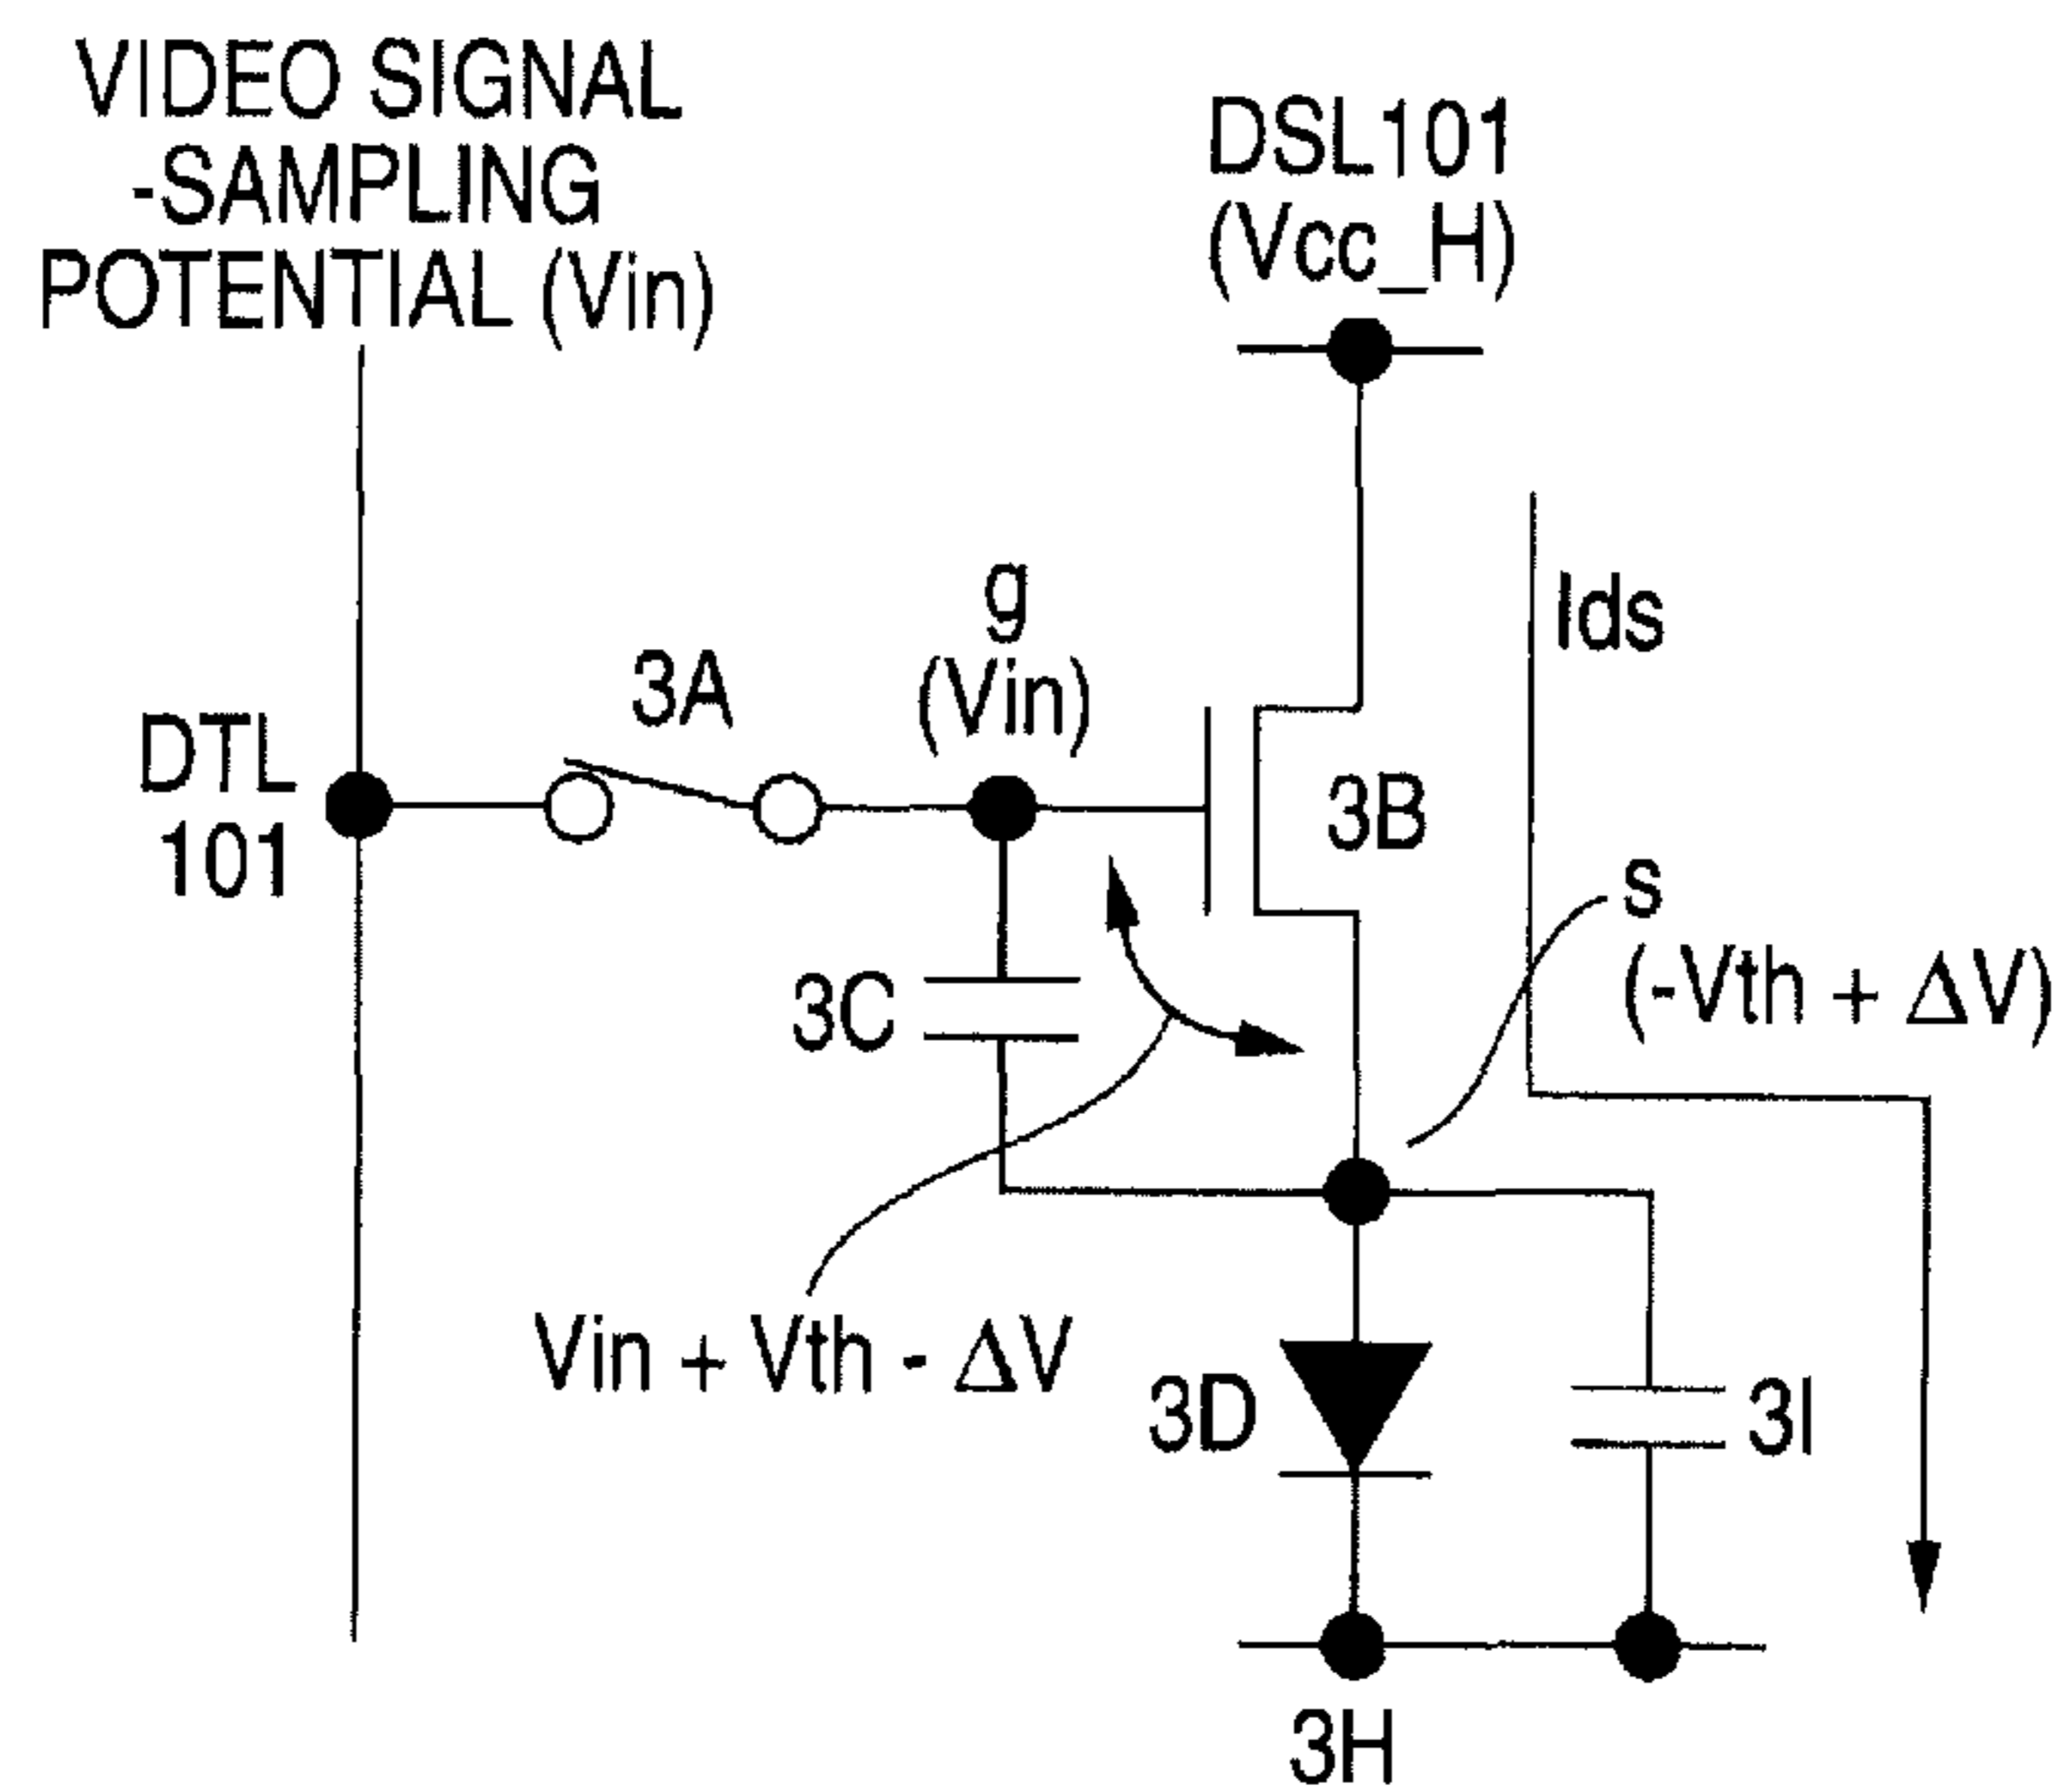 VIDEO SIGNAL
-SAMPLING
POTENTIAL (Vin)
DSL101
(Vcc_H)
Ids
g
(Vin)
3A
DTL
101
3B
s
(-Vth + ΔV)
3C
Vin + Vth - ΔV
3D
3I
3H